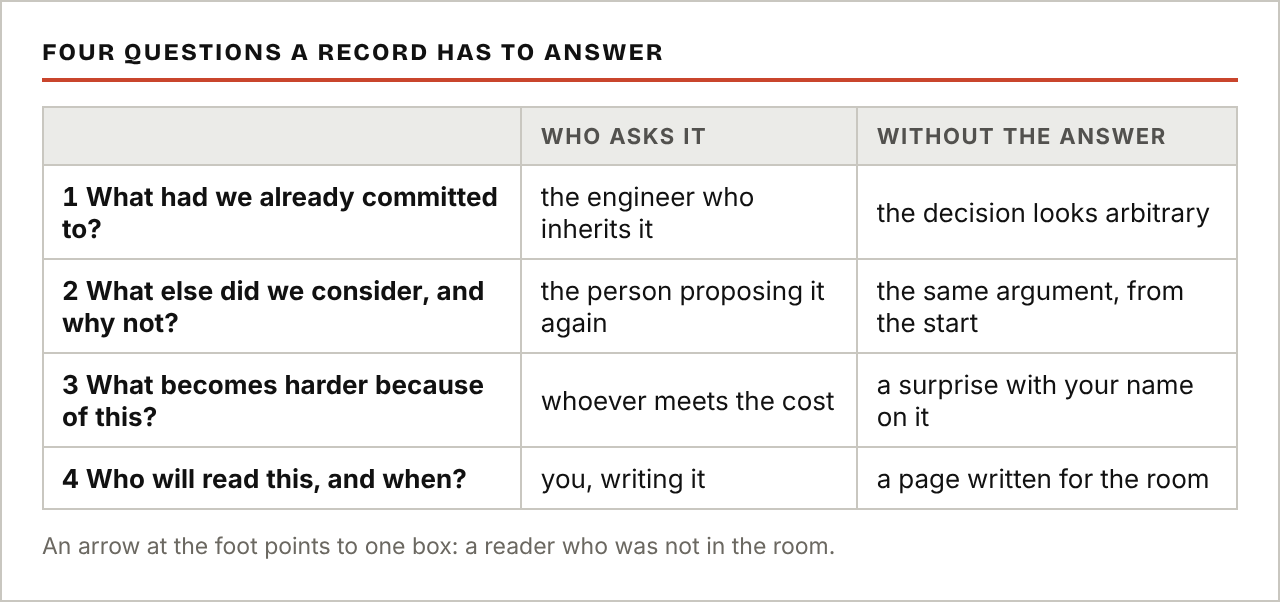 FOUR QUESTIONS A RECORD HAS TO ANSWER
WHO ASKS IT
WITHOUT THE ANSWER
1 What had we already committed
to?
the engineer who
inherits it
the decision looks arbitrary
2 What else did we consider, and
why not?
the person proposing it
again
the same argument, from
the start
3 What becomes harder because
of this?
whoever meets the cost
a surprise with your name
on it
4 Who will read this, and when?
you, writing it
a page written for the room
An arrow at the foot points to one box: a reader who was not in the room.